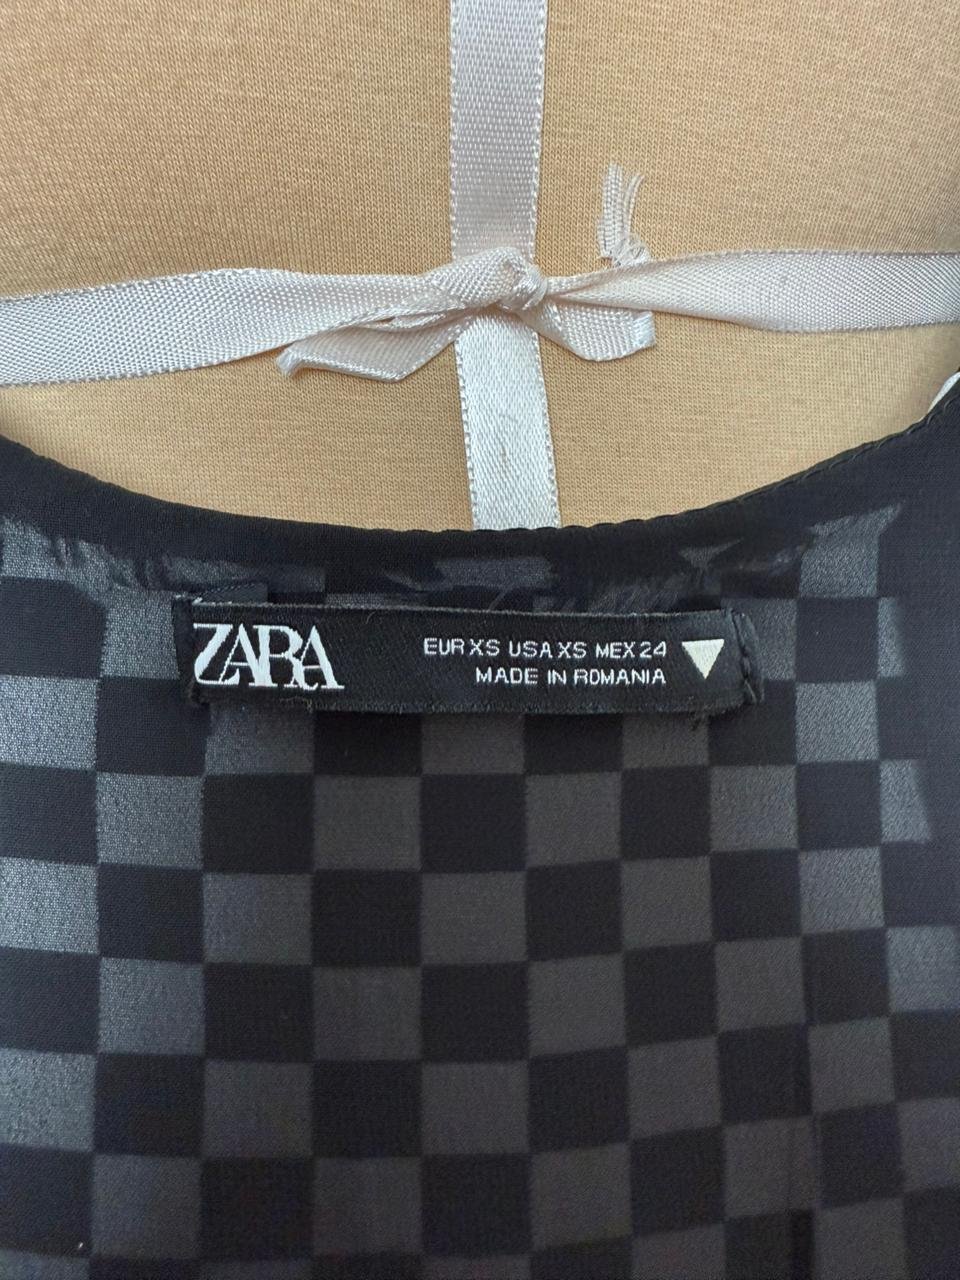 ZARA
EUR XS USA XS MEX 24
MADE IN ROMANIA